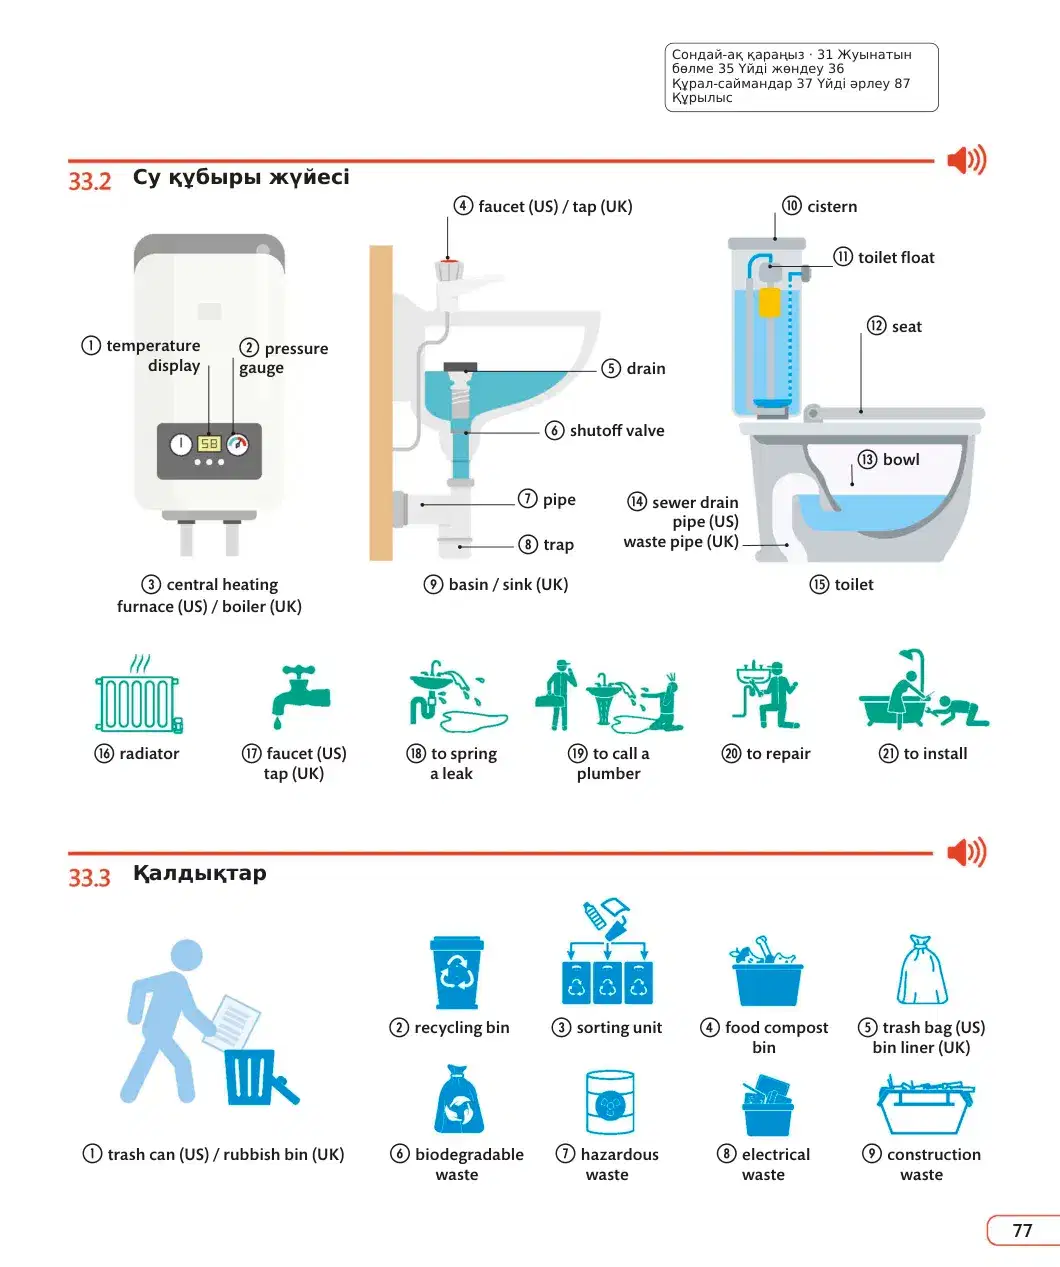 Сондай-ақ қараңыз · 31 Жуынатын
бөлме 35 Үйді жөндеу 36
Құрал-саймандар 37 Үйді әрлеу 87
Құрылыс
33.2 Су құбыры жүйесі
④ faucet (US) / tap (UK)
⑩ cistern
⑪ toilet float
⑫ seat
① temperature
display
② pressure
gauge
⑤ drain
⑥ shutoff valve
⑬ bowl
58
⑦ pipe
⑭ sewer drain
pipe (US)
waste pipe (UK)
⑧ trap
③ central heating
furnace (US) / boiler (UK)
⑨ basin / sink (UK)
⑮ toilet
⑯ radiator
⑰ faucet (US)
tap (UK)
⑱ to spring
a leak
⑲ to call a
plumber
⑳ to repair
㉑ to install
33.3 Қалдықтар
② recycling bin
③ sorting unit
④ food compost
bin
⑤ trash bag (US)
bin liner (UK)
① trash can (US) / rubbish bin (UK)
⑥ biodegradable
waste
⑦ hazardous
waste
⑧ electrical
waste
⑨ construction
waste
77